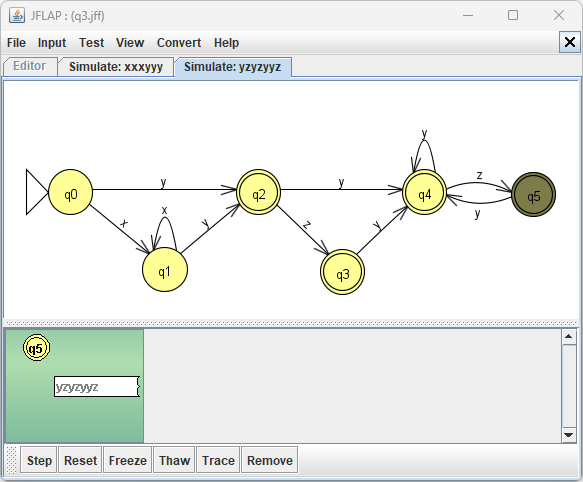 JFLAP : (q3.jff)
File Input Test View Convert Help
Editor Simulate: xxxyyy Simulate: yzyzyyz
y
q0 y q2 y q4 z q5
y
x x y z y
q1 q3
q5
yzyzyyz
Step Reset Freeze Thaw Trace Remove